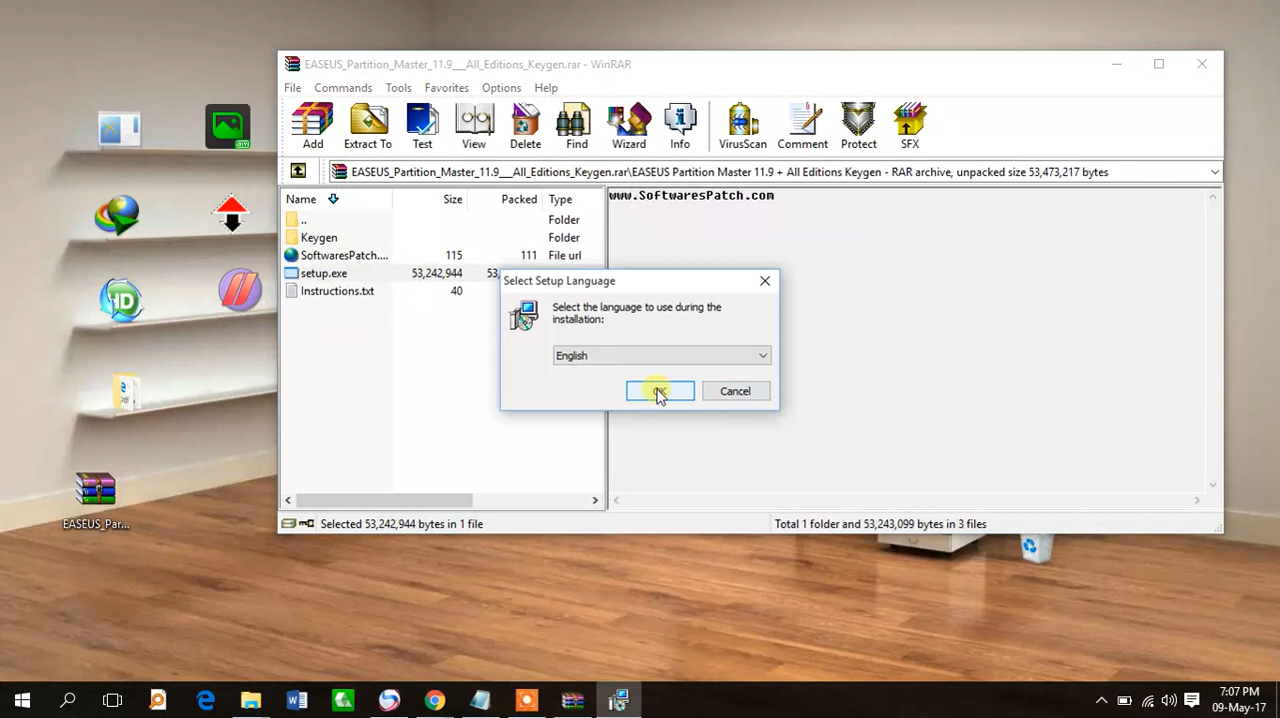 EASEUS_Partition_Master_11.9___All_Editions_Keygen.rar - WinRAR
File Commands Tools Favorites Options Help
Add Extract To Test View Delete Find Wizard Info VirusScan Comment Protect SFX
EASEUS_Partition_Master_11.9___All_Editions_Keygen.rar\EASEUS Partition Master 11.9 + All Editions Keygen - RAR archive, unpacked size 53,473,217 bytes
Name Size Packed Type
.. Folder
Keygen Folder
SoftwaresPatch.... 115 111 File url
setup.exe 53,242,944 53,
Instructions.txt 40
www.SoftwaresPatch.com
Select Setup Language
Select the language to use during the
installation:
English
OK Cancel
Selected 53,242,944 bytes in 1 file
Total 1 folder and 53,243,099 bytes in 3 files
EASEUS_Par...
7:07 PM
09-May-17